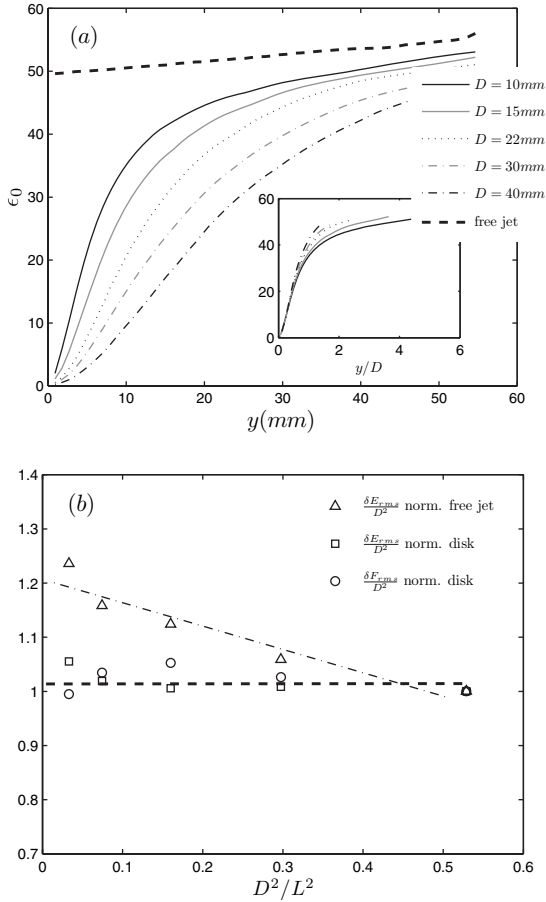 (a)
ϵ0
60
50
40
30
20
10
0
0 10 20 30 40 50 60
y(mm)
D = 10mm
D = 15mm
D = 22mm
D = 30mm
D = 40mm
free jet
60
40
20
0
0 2 4 6
y/D
(b)
1.4
1.3
1.2
1.1
1
0.9
0.8
0.7
0 0.1 0.2 0.3 0.4 0.5 0.6
D²/L²
δE_rms/D² norm. free jet
δE_rms/D² norm. disk
δF_rms/D² norm. disk